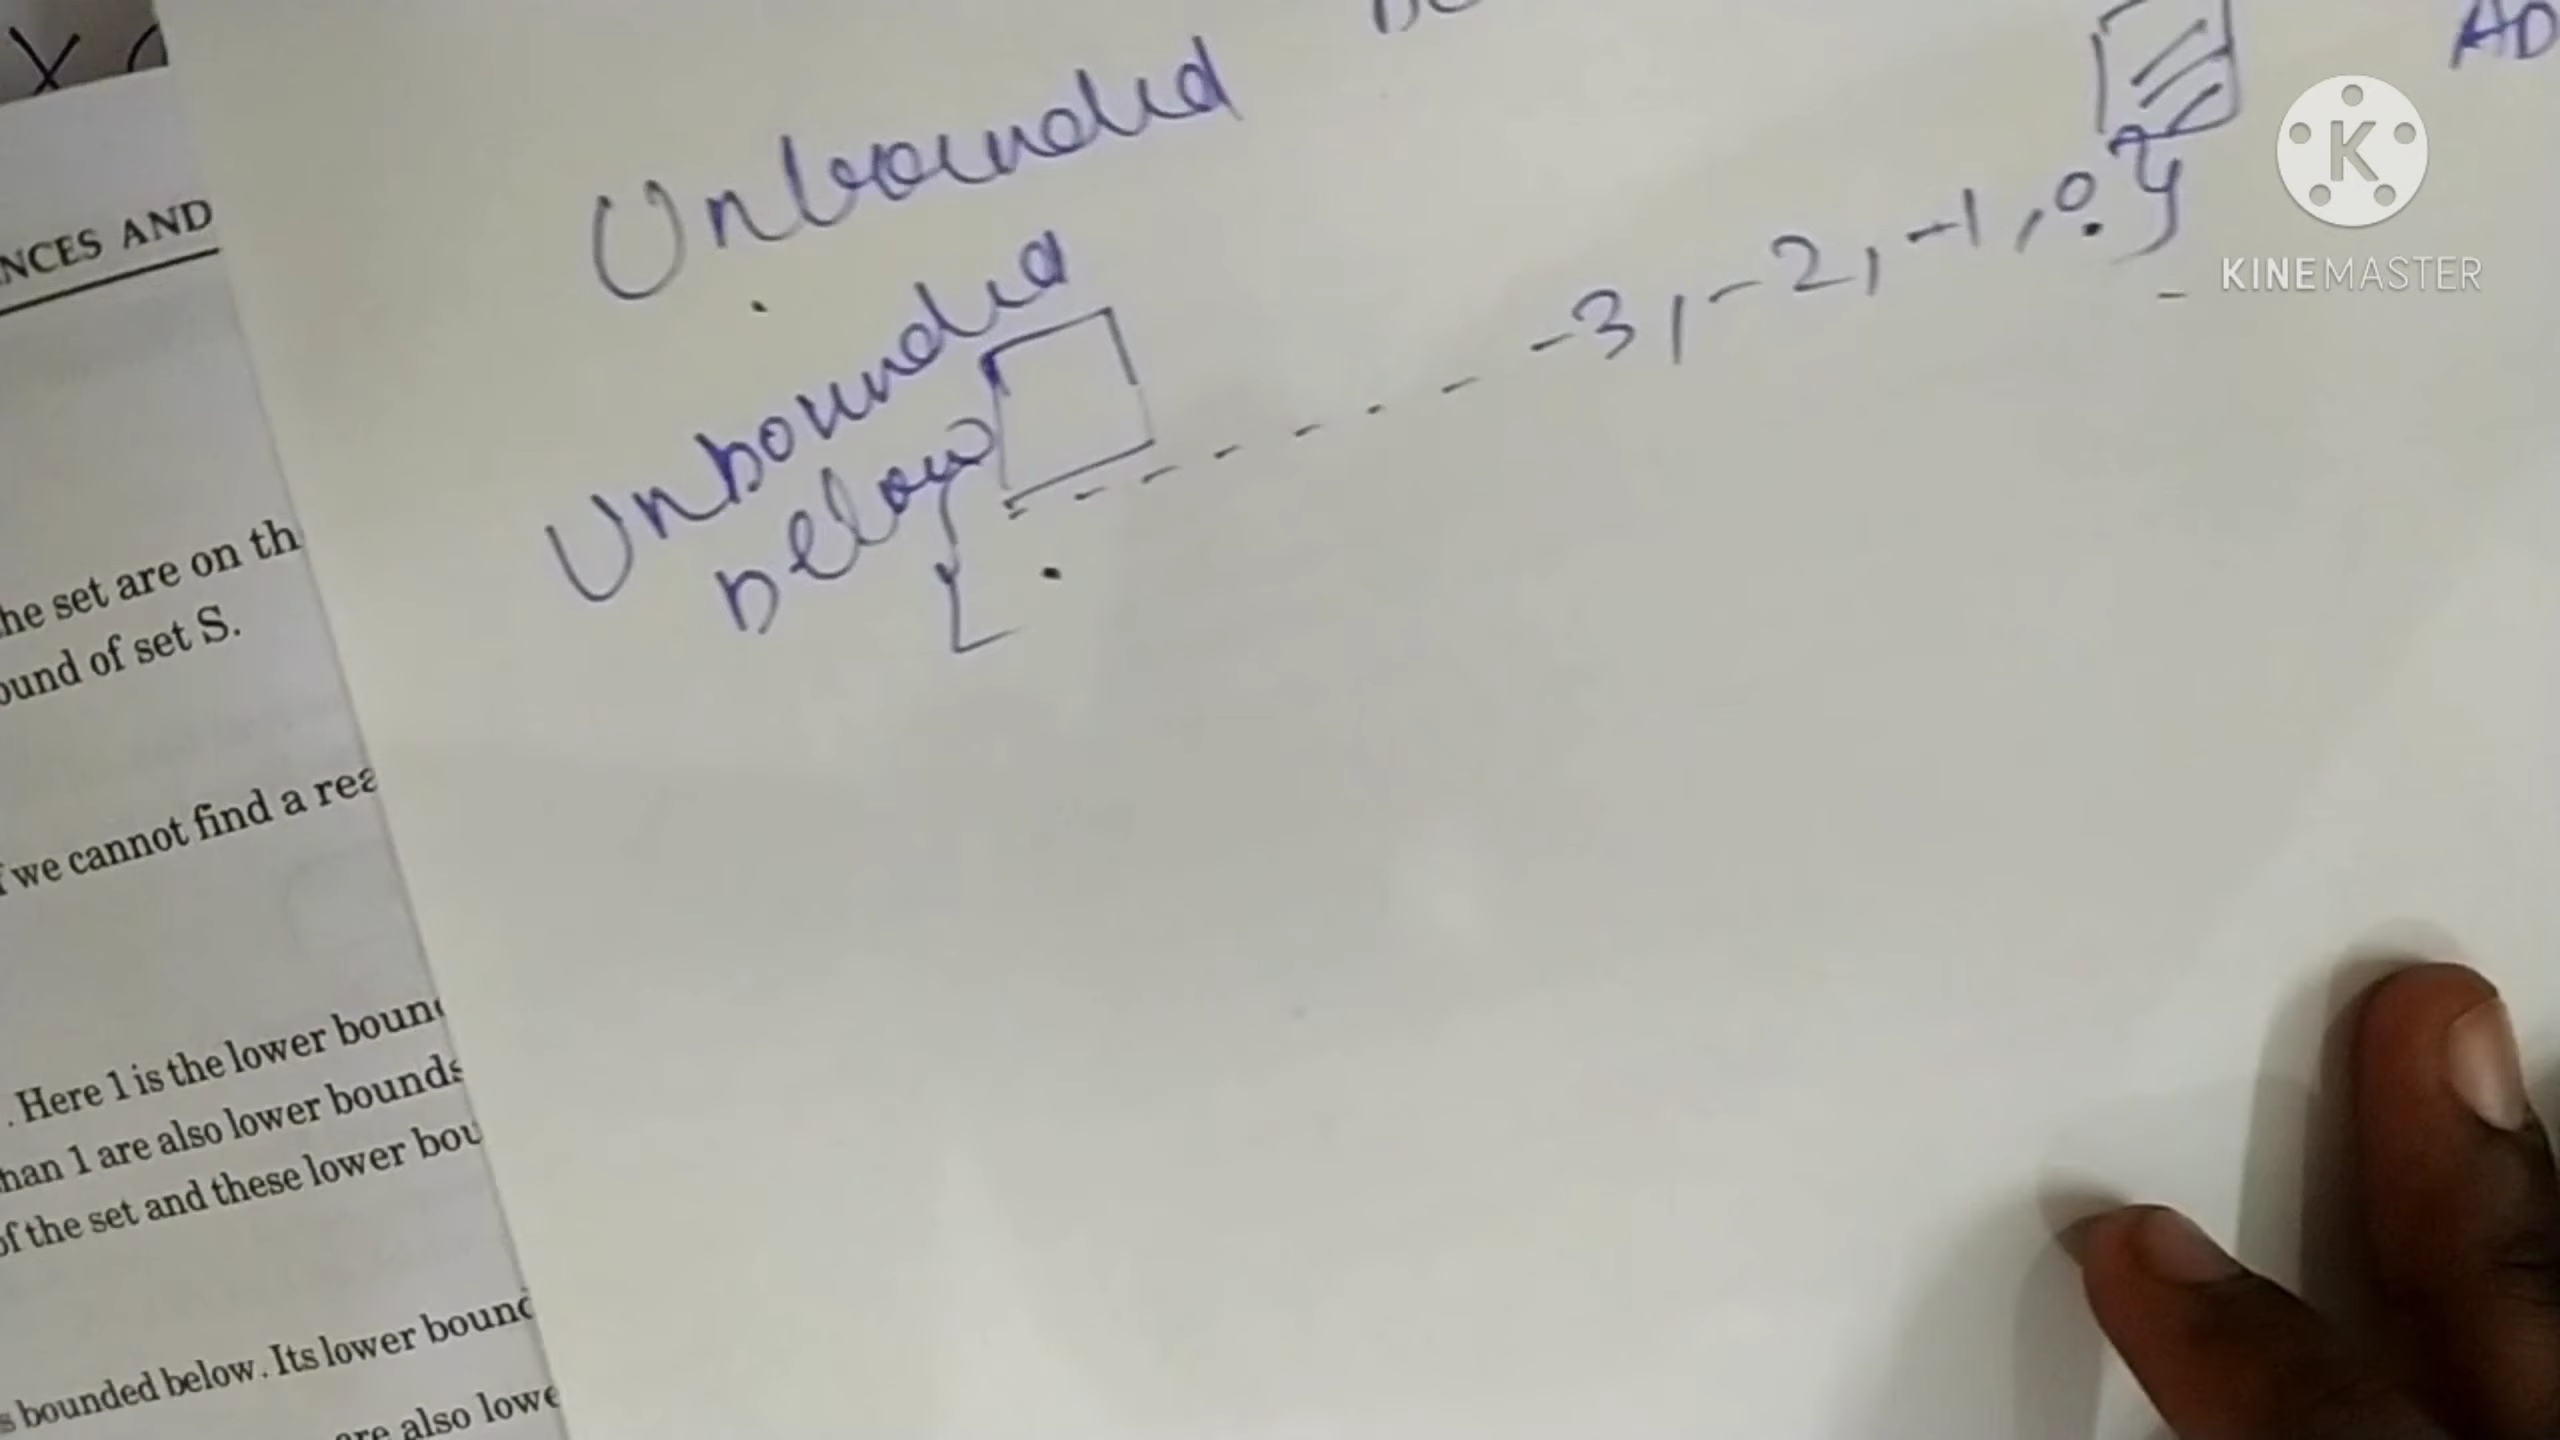 NCES AND
he set are on th
ound of set S.
we cannot find a rea
. Here 1 is the lower boun
han 1 are also lower bounds
of the set and these lower bou
s bounded below. Its lower bound
are also lowe
Unbounded
Unbounded
below
- - - - - - - -3, -2, -1, 0 }
K
KINEMASTER